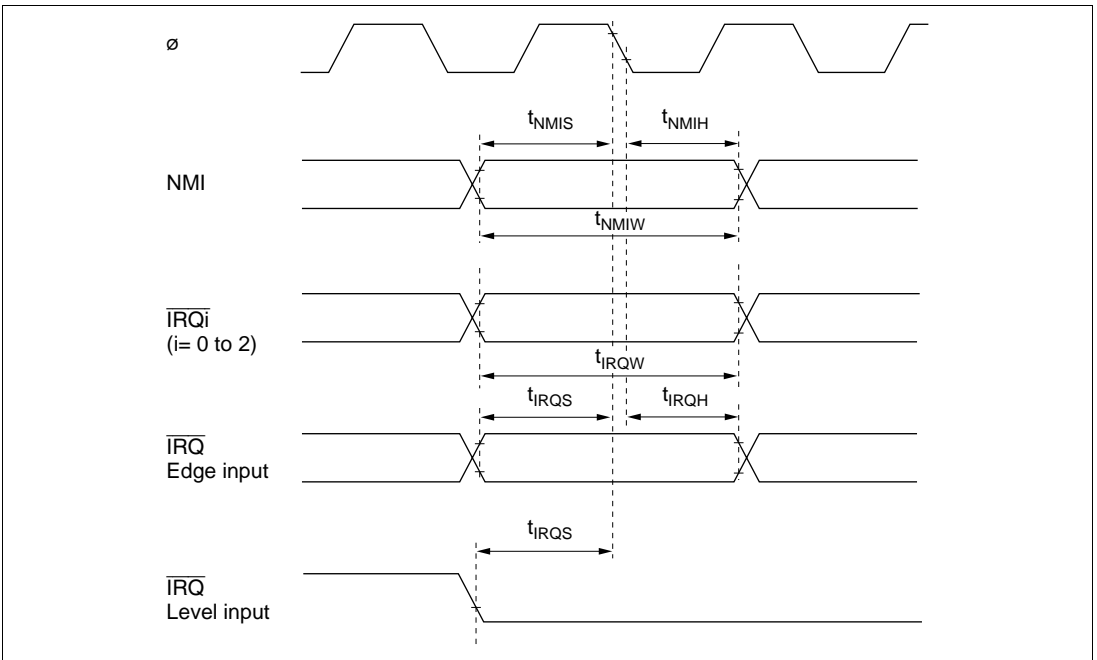 ø
tNMIS
tNMIH
NMI
tNMIW
IRQi
(i= 0 to 2)
tIRQW
tIRQS
tIRQH
IRQ
Edge input
tIRQS
IRQ
Level input